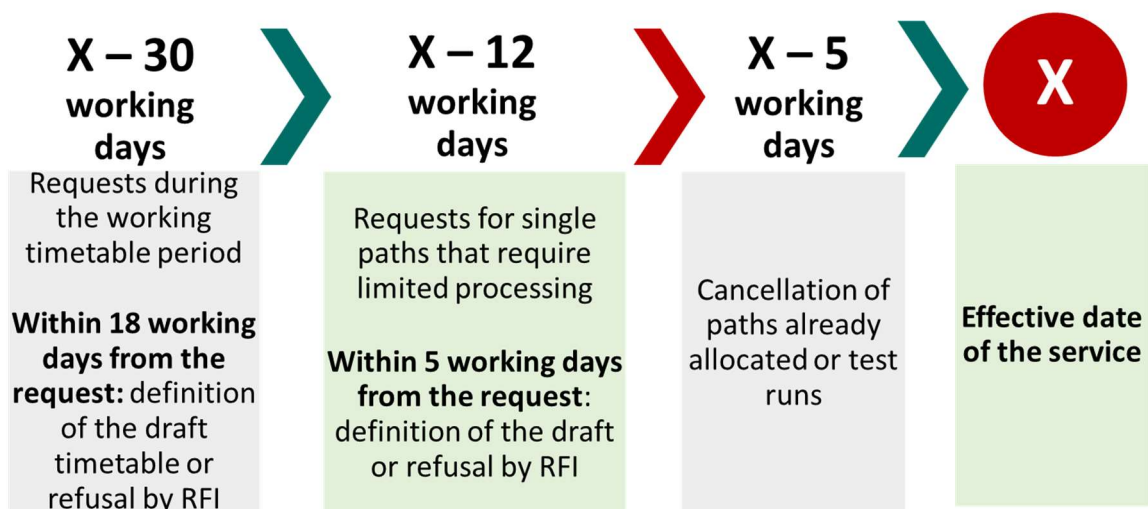 X – 30
working
days
Requests during
the working
timetable period
Within 18 working
days from the
request: definition
of the draft
timetable or
refusal by RFI
X – 12
working
days
Requests for single
paths that require
limited processing
Within 5 working days
from the request:
definition of the draft
or refusal by RFI
X – 5
working
days
Cancellation of
paths already
allocated or test
runs
X
Effective date
of the service